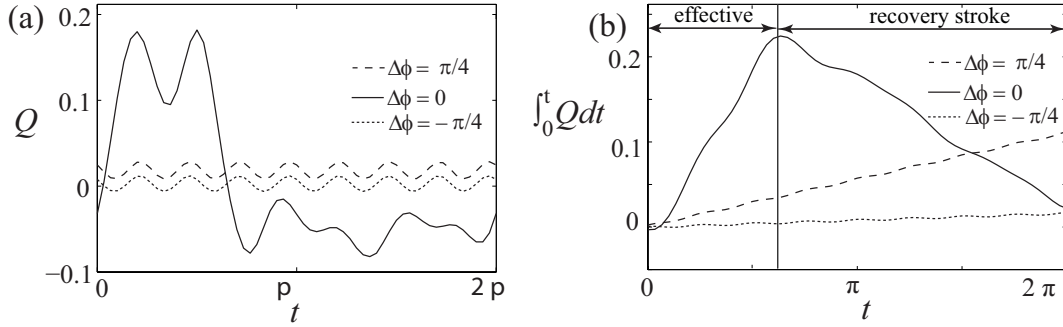 (a)
0.2
0.1
0
−0.1
Q
Δϕ = π/4
Δϕ = 0
Δϕ = − π/4
0
p
2 p
t
(b)
effective
recovery stroke
0.2
0.1
0
∫₀ᵗQdt
Δϕ = π/4
Δϕ = 0
Δϕ = − π/4
0
π
2 π
t